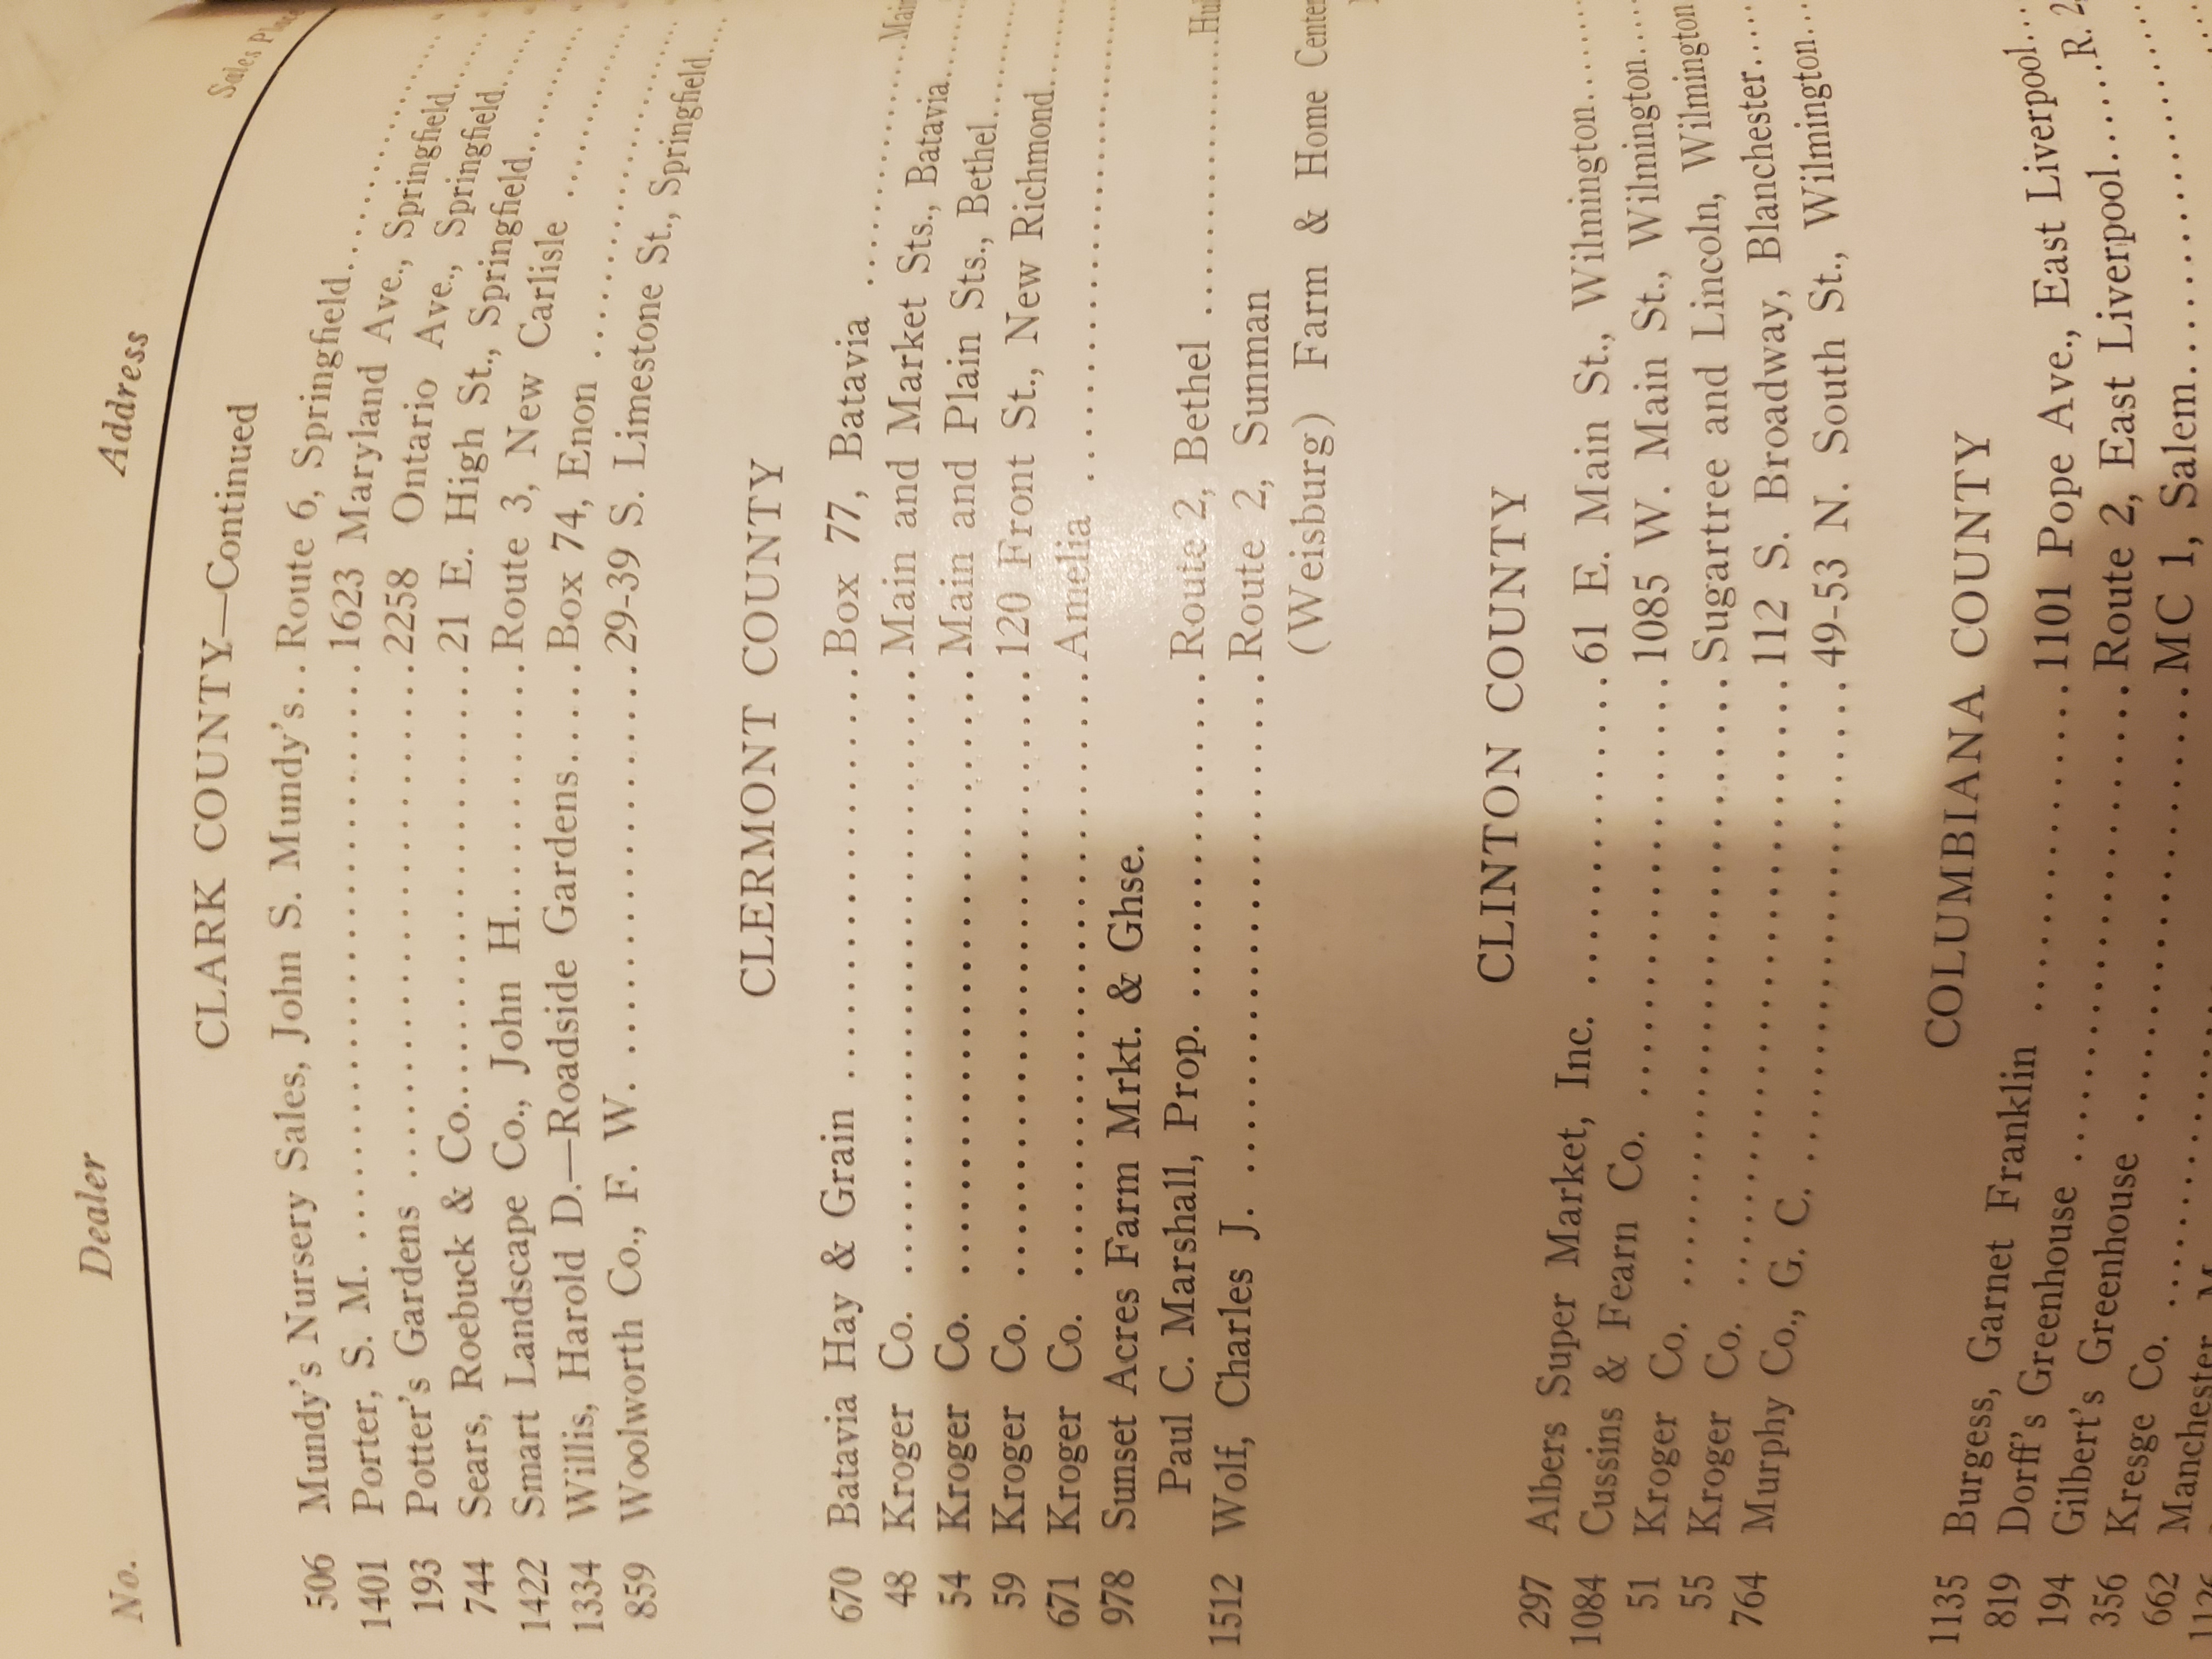 No. Dealer Address Sales Place
CLARK COUNTY—Continued
506 Mundy's Nursery Sales, John S. Mundy's..Route 6, Springfield
1401 Porter, S. M. 1623 Maryland Ave., Springfield
193 Potter's Gardens 2258 Ontario Ave., Springfield
744 Sears, Roebuck & Co. 21 E. High St., Springfield
1422 Smart Landscape Co., John H. Route 3, New Carlisle
1334 Willis, Harold D.—Roadside Gardens Box 74, Enon
859 Woolworth Co., F. W. 29-39 S. Limestone St., Springfield
CLERMONT COUNTY
670 Batavia Hay & Grain Box 77, Batavia
48 Kroger Co. Main and Market Sts., Batavia
54 Kroger Co. Main and Plain Sts., Bethel
59 Kroger Co. 120 Front St., New Richmond
671 Kroger Co. Amelia
978 Sunset Acres Farm Mrkt. & Ghse.
Paul C. Marshall, Prop. Route 2, Bethel
1512 Wolf, Charles J. Route 2, Sunman
(Weisburg) Farm & Home Center
CLINTON COUNTY
297 Albers Super Market, Inc. 61 E. Main St., Wilmington
1084 Cussins & Fearn Co. 1085 W. Main St., Wilmington
51 Kroger Co. Sugartree and Lincoln, Wilmington
55 Kroger Co. 112 S. Broadway, Blanchester
764 Murphy Co., G. C. 49-53 N. South St., Wilmington
COLUMBIANA COUNTY
1135 Burgess, Garnet Franklin 1101 Pope Ave., East Liverpool
819 Dorff's Greenhouse Route 2, East Liverpool R. 2,
194 Gilbert's Greenhouse MC 1, Salem
356 Kresge Co.
662 Manchester